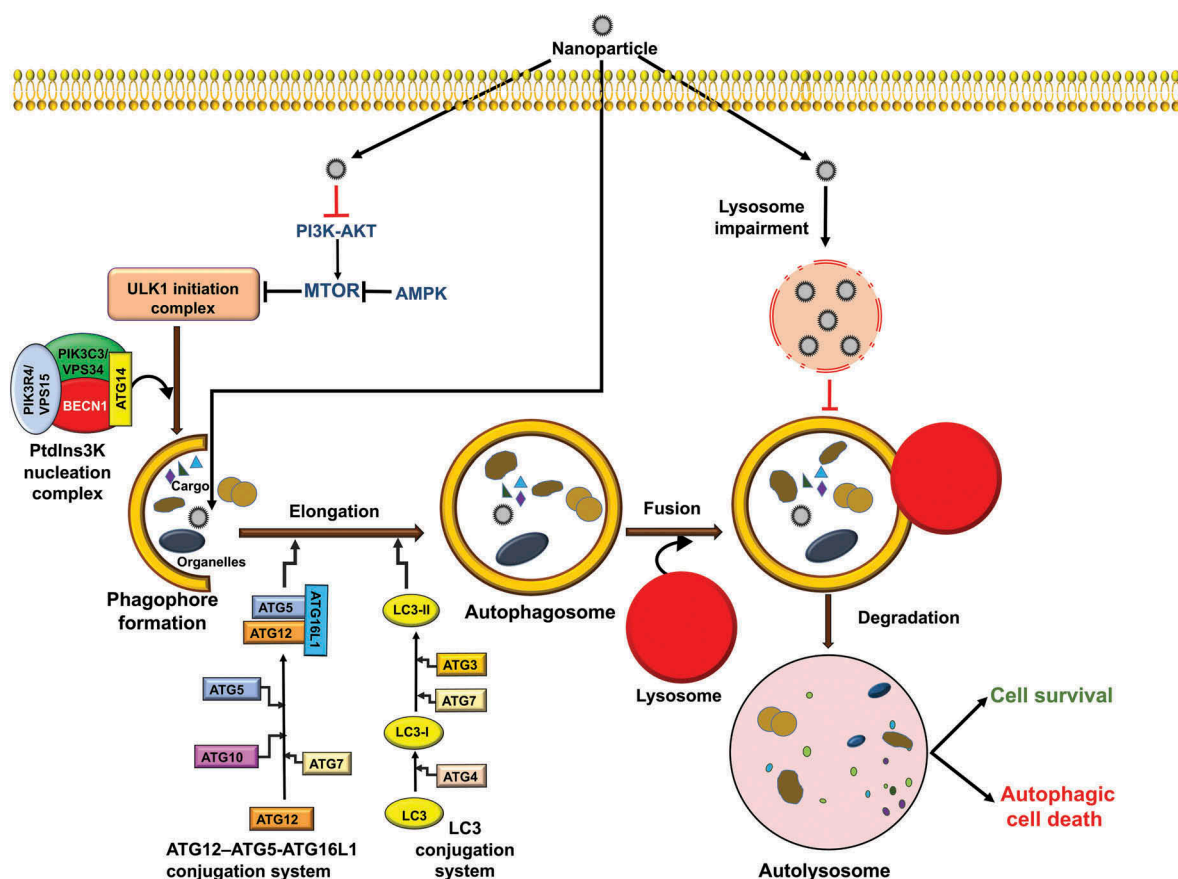 Nanoparticle
Lysosome
impairment
PI3K-AKT
ULK1 initiation
complex
MTOR
AMPK
PIK3R4/
VPS15
PIK3C3/
VPS34
BECN1
ATG14
PtdIns3K
nucleation
complex
Cargo
Organelles
Phagophore
formation
Elongation
Autophagosome
Fusion
Lysosome
Degradation
ATG5
ATG12
ATG16L1
ATG5
ATG10
ATG7
ATG12
ATG12–ATG5-ATG16L1
conjugation system
LC3-II
ATG3
ATG7
LC3-I
ATG4
LC3
LC3
conjugation
system
Cell survival
Autophagic
cell death
Autolysosome